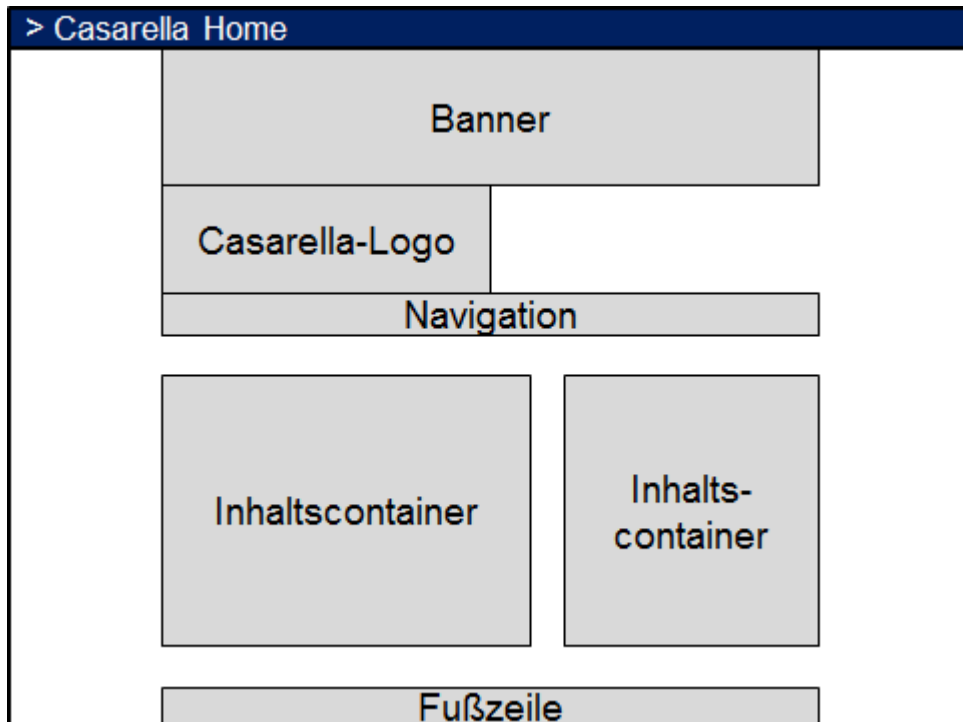 > Casarella Home
Banner
Casarella-Logo
Navigation
Inhaltscontainer
Inhalts-
container
Fußzeile